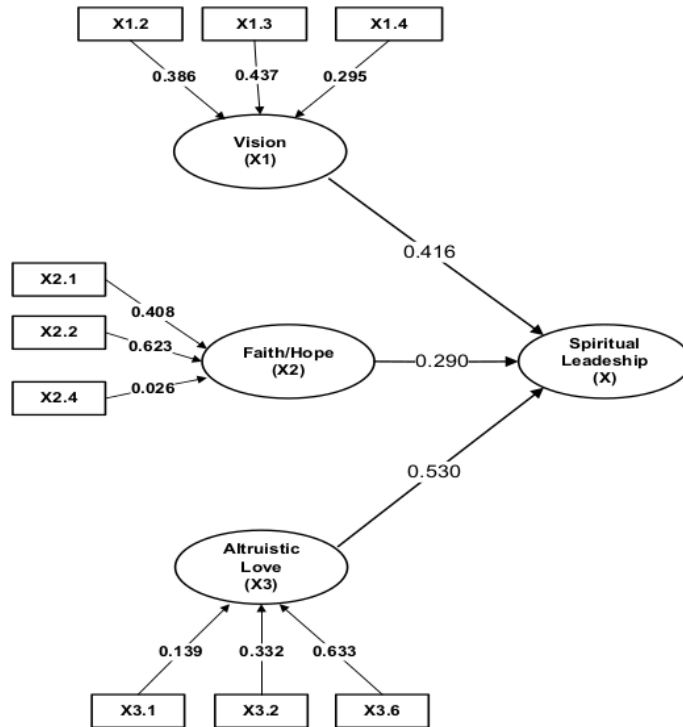 X1.2
X1.3
X1.4
0.386
0.437
0.295
Vision
(X1)
0.416
X2.1
0.408
X2.2
0.623
X2.4
0.026
Faith/Hope
(X2)
0.290
Spiritual
Leadeship
(X)
0.530
Altruistic
Love
(X3)
0.139
0.332
0.633
X3.1
X3.2
X3.6